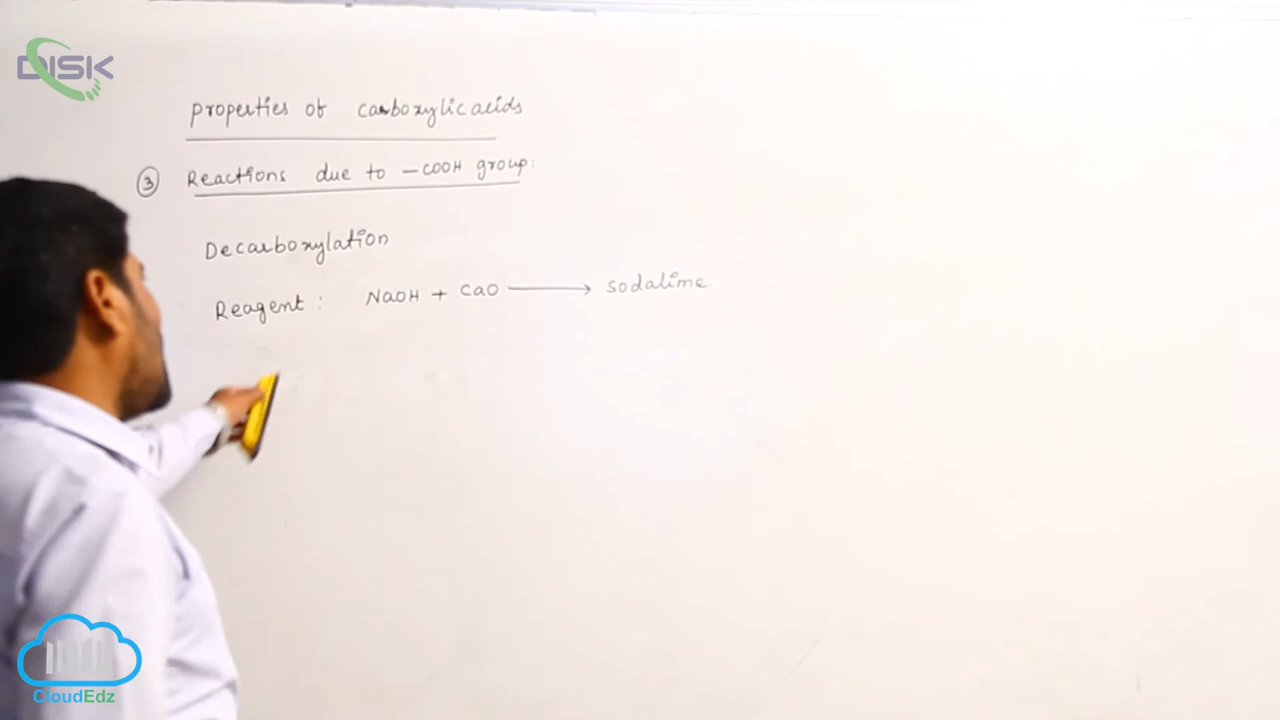 DISK
Properties of carboxylic acids
③ Reactions due to –COOH group:
Decarboxylation
Reagent : NaOH + CaO ⟶ sodalime
CloudEdz